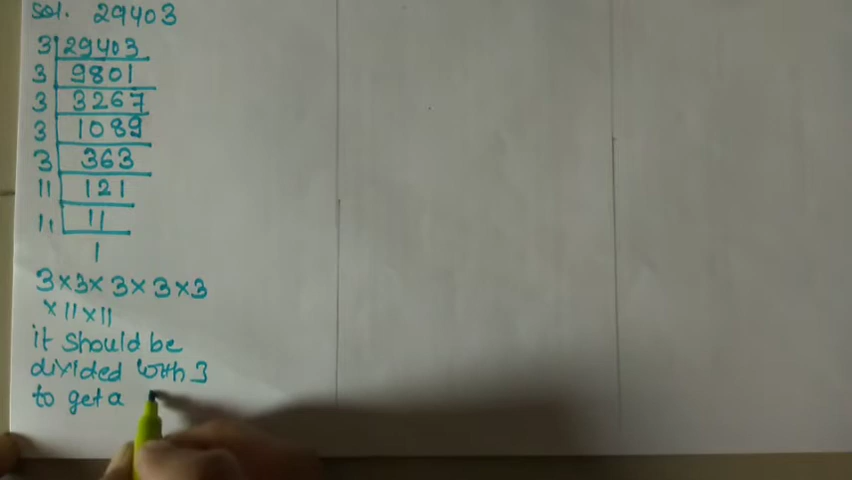 sol. 29403
3 29403
3 9801
3 3267
3 1089
3 363
11 121
11 11
1
3×3×3×3×3
×11×11
it should be
divided with 3
to get a